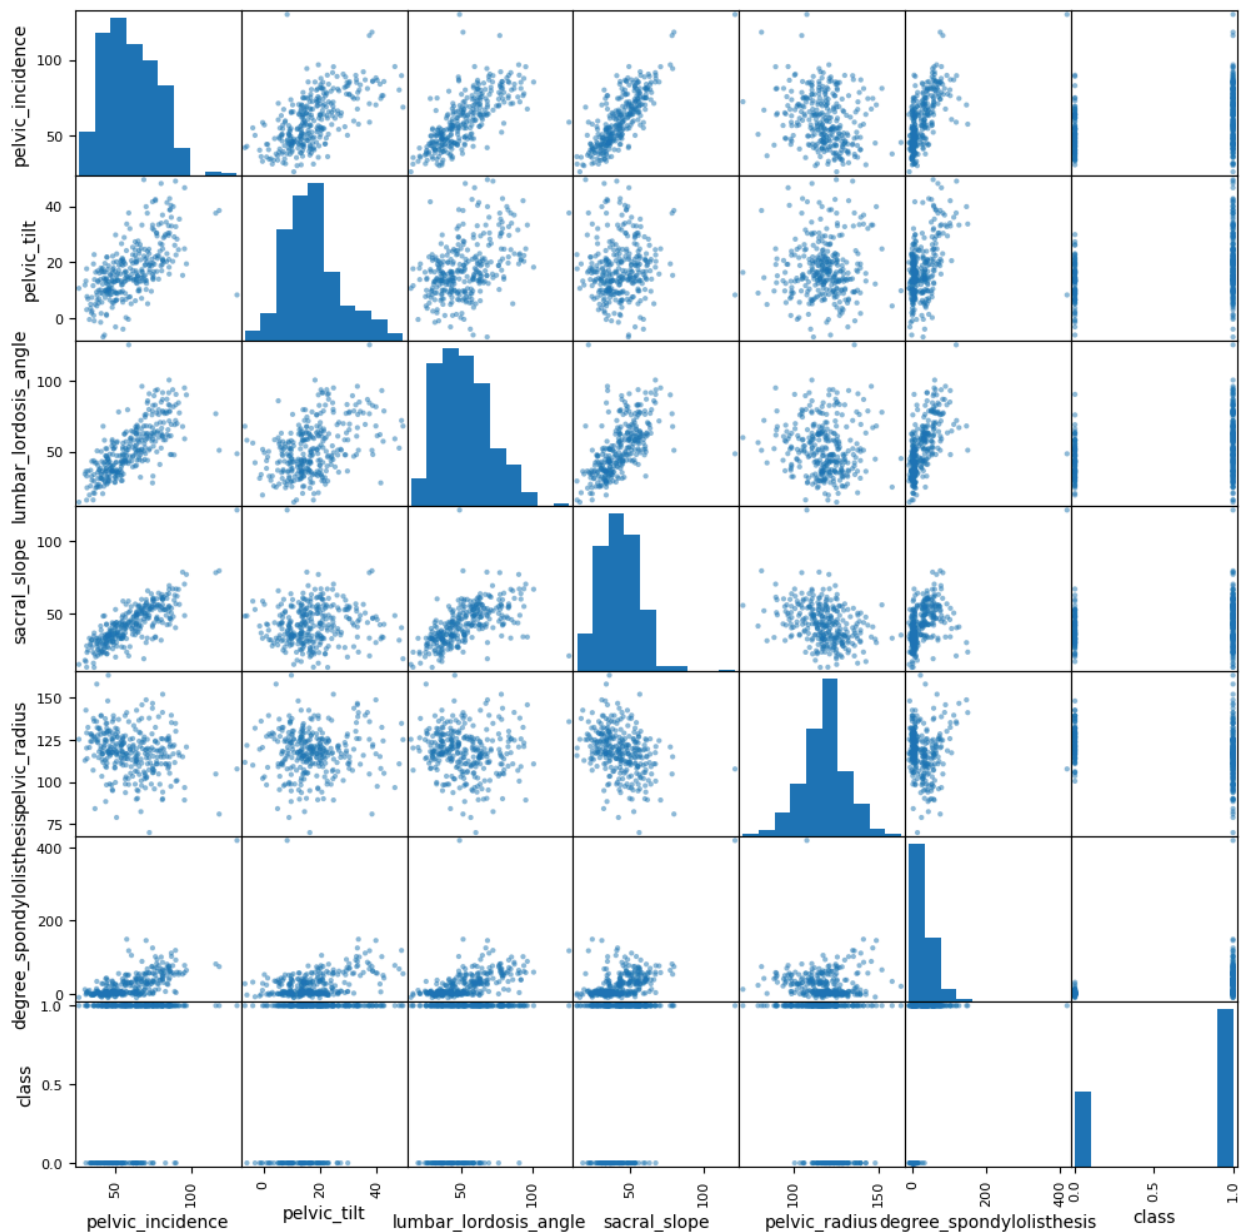 pelvic_incidence
100
50
pelvic_tilt
40
20
0
lumbar_lordosis_angle
100
50
sacral_slope
100
50
pelvic_radius
150
125
100
75
degree_spondylolisthesis
400
200
0
class
1.0
0.5
0.0
50 100 0 20 40 50 100 50 100 100 150 0 200 400 0.0 0.5 1.0
pelvic_incidence pelvic_tilt lumbar_lordosis_angle sacral_slope pelvic_radius degree_spondylolisthesis class